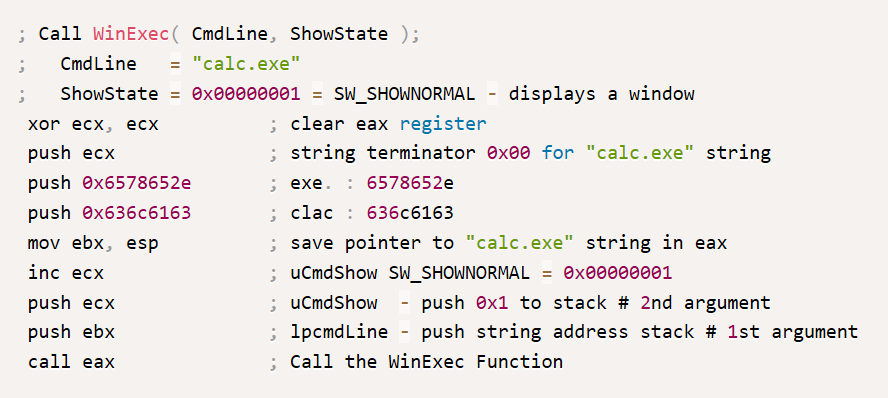 ; Call WinExec( CmdLine, ShowState );
;   CmdLine   = "calc.exe"
;   ShowState = 0x00000001 = SW_SHOWNORMAL - displays a window
xor ecx, ecx          ; clear eax register
push ecx              ; string terminator 0x00 for "calc.exe" string
push 0x6578652e       ; exe. : 6578652e
push 0x636c6163       ; clac : 636c6163
mov ebx, esp          ; save pointer to "calc.exe" string in eax
inc ecx               ; uCmdShow SW_SHOWNORMAL = 0x00000001
push ecx              ; uCmdShow  - push 0x1 to stack # 2nd argument
push ebx              ; lpcmdLine - push string address stack # 1st argument
call eax              ; Call the WinExec Function